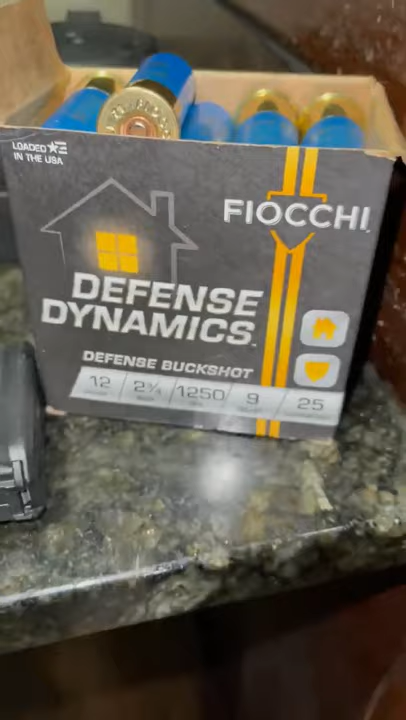 LOADED
IN THE USA
FIOCCHI
DEFENSE
DYNAMICS
DEFENSE BUCKSHOT
12 2¾ 1250 9 25